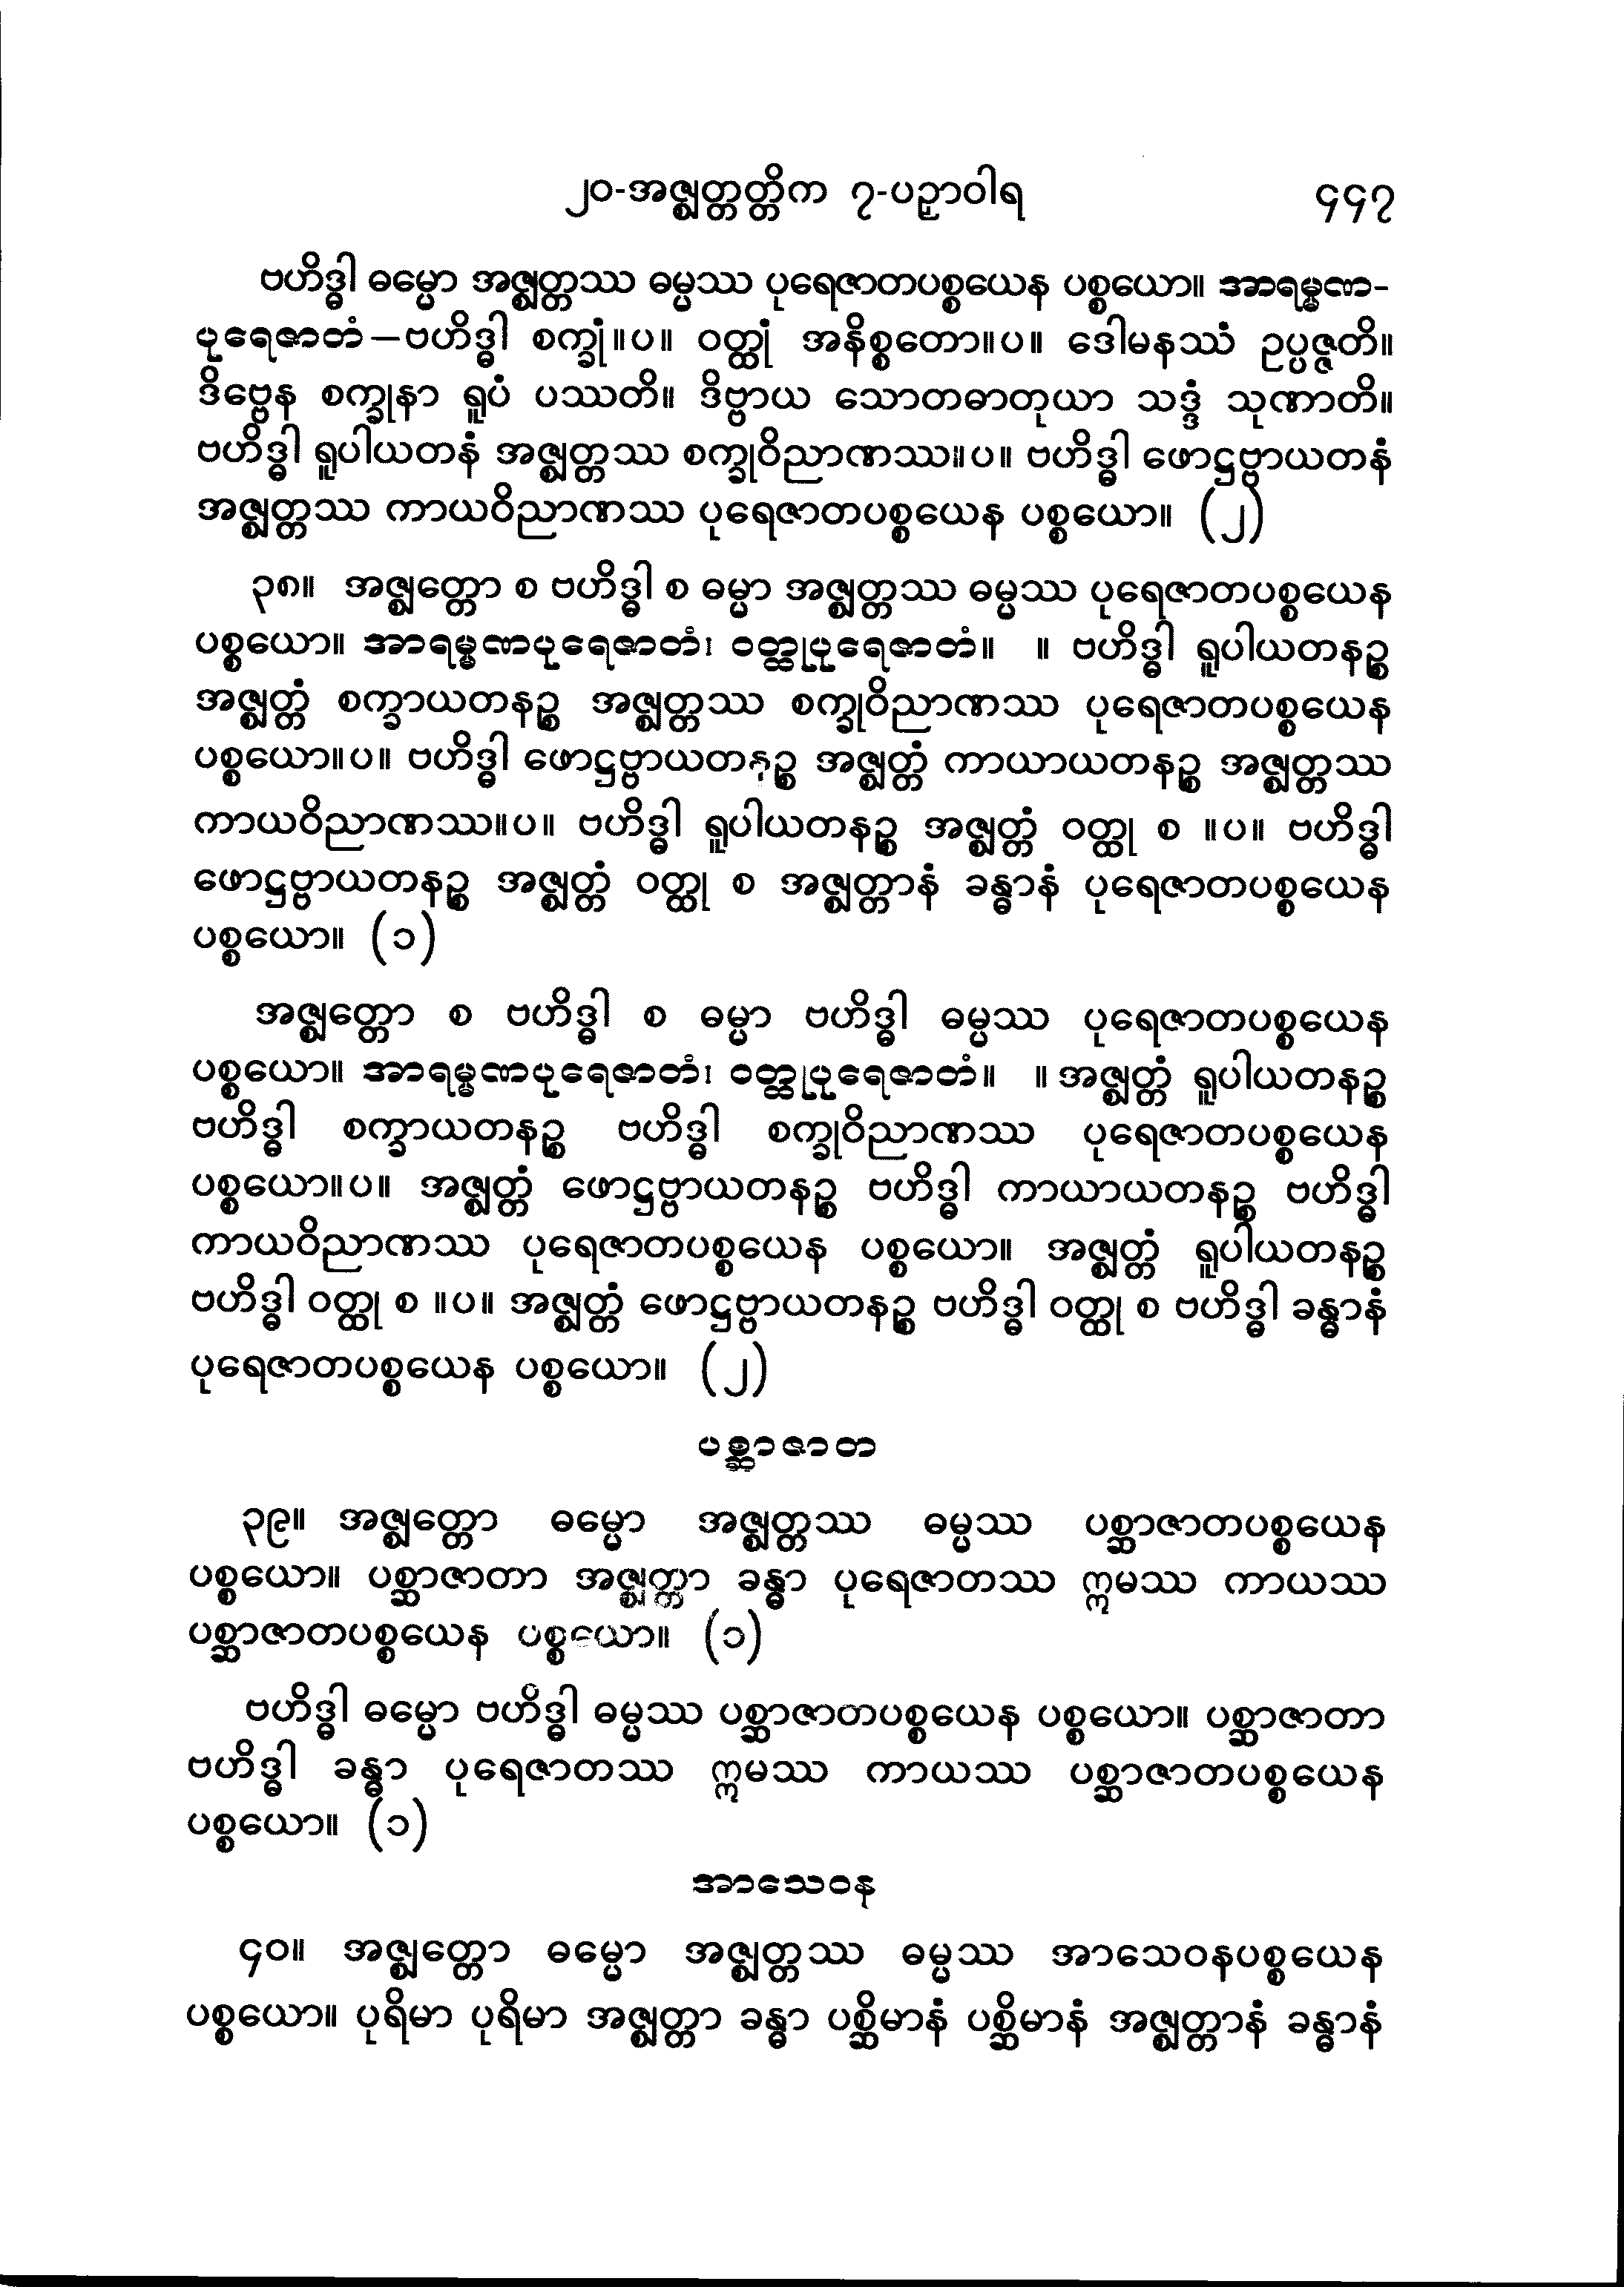 ၂၀-အဇ္ဈတ္တတ္တိက ၇-ပဉှာဝါရ ၄၄၇
ဗဟိဒ္ဓါ ဓမ္မော အဇ္ဈတ္တဿ ဓမ္မဿ ပုရေဇာတပစ္စယေန ပစ္စယော။ အာရမ္မဏ-
ပုရေဇာတံ—ဗဟိဒ္ဓါ စက္ခုံ။ပ။ ဝတ္ထုံ အနိစ္စတော။ပ။ ဒေါမနဿံ ဥပ္ပဇ္ဇတိ။
ဒိဗ္ဗေန စက္ခုနာ ရူပံ ပဿတိ။ ဒိဗ္ဗာယ သောတဓာတုယာ သဒ္ဒံ သုဏာတိ။
ဗဟိဒ္ဓါ ရူပါယတနံ အဇ္ဈတ္တဿ စက္ခုဝိညာဏဿ။ပ။ ဗဟိဒ္ဓါ ဖောဋ္ဌဗ္ဗာယတနံ
အဇ္ဈတ္တဿ ကာယဝိညာဏဿ ပုရေဇာတပစ္စယေန ပစ္စယော။ (၂)
၃၈။ အဇ္ဈတ္တော စ ဗဟိဒ္ဓါ စ ဓမ္မာ အဇ္ဈတ္တဿ ဓမ္မဿ ပုရေဇာတပစ္စယေန
ပစ္စယော။ အာရမ္မဏပုရေဇာတံ၊ ဝတ္ထုပုရေဇာတံ။ ။ ဗဟိဒ္ဓါ ရူပါယတနဉ္စ
အဇ္ဈတ္တံ စက္ခာယတနဉ္စ အဇ္ဈတ္တဿ စက္ခုဝိညာဏဿ ပုရေဇာတပစ္စယေန
ပစ္စယော။ပ။ ဗဟိဒ္ဓါ ဖောဋ္ဌဗ္ဗာယတနဉ္စ အဇ္ဈတ္တံ ကာယာယတနဉ္စ အဇ္ဈတ္တဿ
ကာယဝိညာဏဿ။ပ။ ဗဟိဒ္ဓါ ရူပါယတနဉ္စ အဇ္ဈတ္တံ ဝတ္ထု စ ။ပ။ ဗဟိဒ္ဓါ
ဖောဋ္ဌဗ္ဗာယတနဉ္စ အဇ္ဈတ္တံ ဝတ္ထု စ အဇ္ဈတ္တာနံ ခန္ဓာနံ ပုရေဇာတပစ္စယေန
ပစ္စယော။ (၁)
အဇ္ဈတ္တော စ ဗဟိဒ္ဓါ စ ဓမ္မာ ဗဟိဒ္ဓါ ဓမ္မဿ ပုရေဇာတပစ္စယေန
ပစ္စယော။ အာရမ္မဏပုရေဇာတံ၊ ဝတ္ထုပုရေဇာတံ။ ။ အဇ္ဈတ္တံ ရူပါယတနဉ္စ
ဗဟိဒ္ဓါ စက္ခာယတနဉ္စ ဗဟိဒ္ဓါ စက္ခုဝိညာဏဿ ပုရေဇာတပစ္စယေန
ပစ္စယော။ပ။ အဇ္ဈတ္တံ ဖောဋ္ဌဗ္ဗာယတနဉ္စ ဗဟိဒ္ဓါ ကာယာယတနဉ္စ ဗဟိဒ္ဓါ
ကာယဝိညာဏဿ ပုရေဇာတပစ္စယေန ပစ္စယော။ အဇ္ဈတ္တံ ရူပါယတနဉ္စ
ဗဟိဒ္ဓါ ဝတ္ထု စ ။ပ။ အဇ္ဈတ္တံ ဖောဋ္ဌဗ္ဗာယတနဉ္စ ဗဟိဒ္ဓါ ဝတ္ထု စ ဗဟိဒ္ဓါ ခန္ဓာနံ
ပုရေဇာတပစ္စယေန ပစ္စယော။ (၂)
ပစ္ဆာဇာတ
၃၉။ အဇ္ဈတ္တော ဓမ္မော အဇ္ဈတ္တဿ ဓမ္မဿ ပစ္ဆာဇာတပစ္စယေန
ပစ္စယော။ ပစ္ဆာဇာတာ အဇ္ဈတ္တာ ခန္ဓာ ပုရေဇာတဿ ဣမဿ ကာယဿ
ပစ္ဆာဇာတပစ္စယေန ပစ္စယော။ (၁)
ဗဟိဒ္ဓါ ဓမ္မော ဗဟိဒ္ဓါ ဓမ္မဿ ပစ္ဆာဇာတပစ္စယေန ပစ္စယော။ ပစ္ဆာဇာတာ
ဗဟိဒ္ဓါ ခန္ဓာ ပုရေဇာတဿ ဣမဿ ကာယဿ ပစ္ဆာဇာတပစ္စယေန
ပစ္စယော။ (၁)
အာသေဝန
၄၀။ အဇ္ဈတ္တော ဓမ္မော အဇ္ဈတ္တဿ ဓမ္မဿ အာသေဝနပစ္စယေန
ပစ္စယော။ ပုရိမာ ပုရိမာ အဇ္ဈတ္တာ ခန္ဓာ ပစ္ဆိမာနံ ပစ္ဆိမာနံ အဇ္ဈတ္တာနံ ခန္ဓာနံ